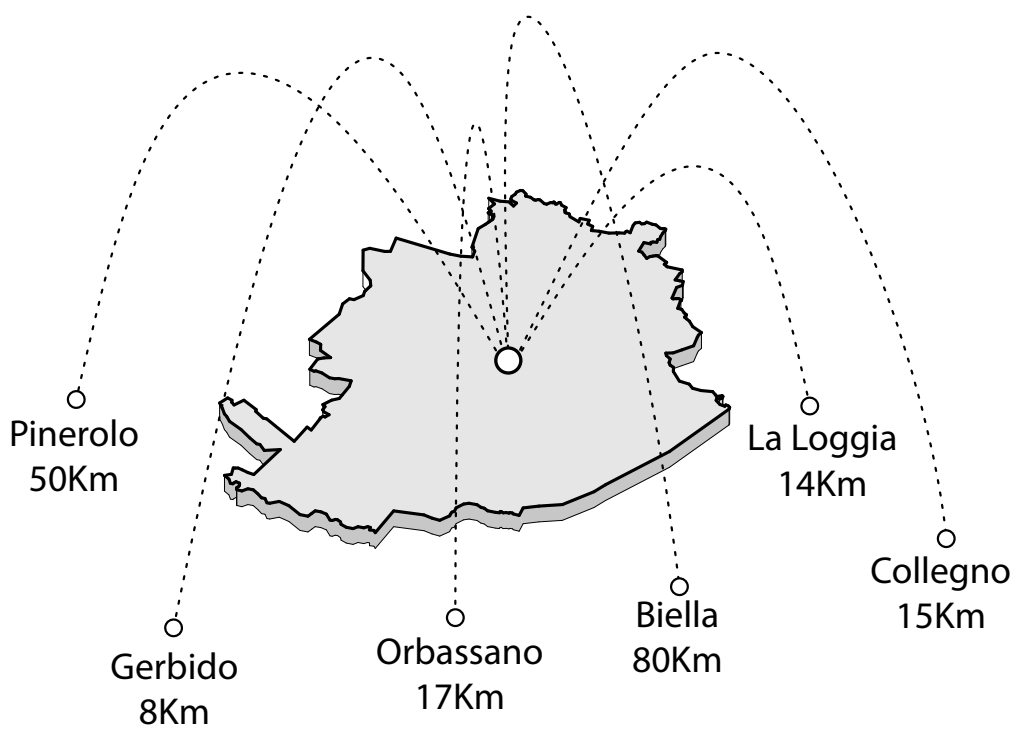 Pinerolo
50Km
Gerbido
8Km
Orbassano
17Km
Biella
80Km
La Loggia
14Km
Collegno
15Km